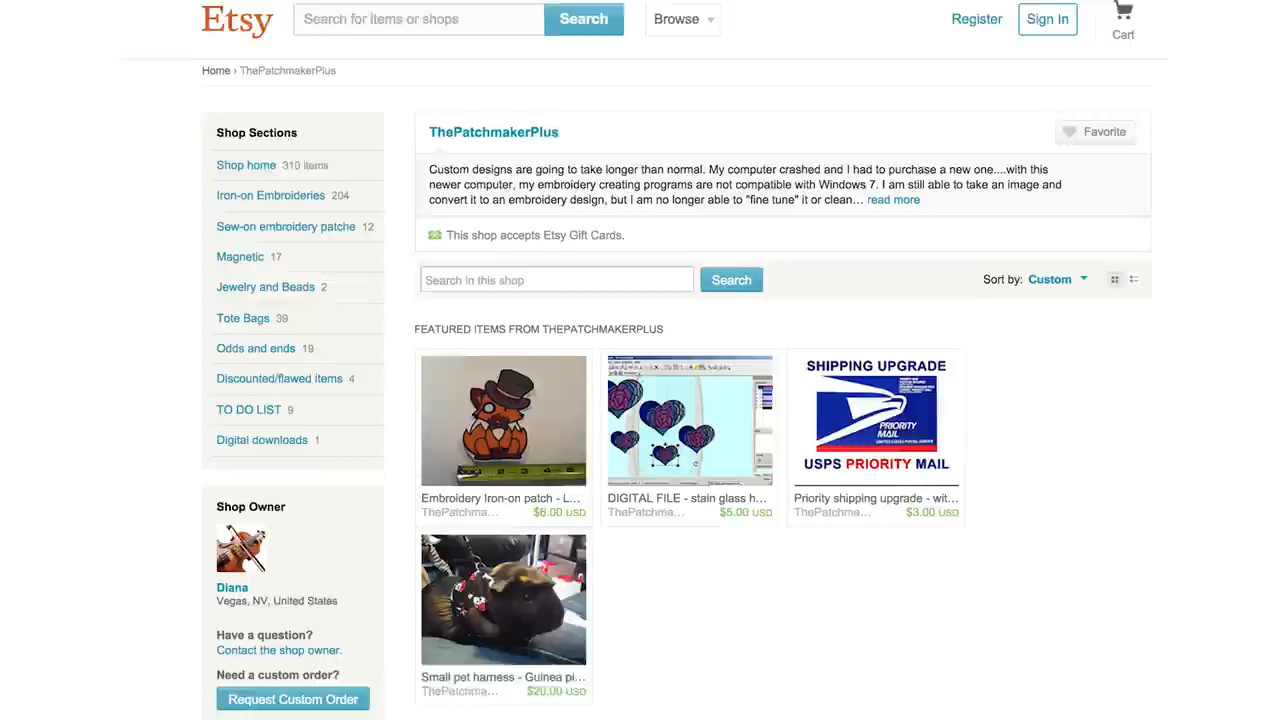 Etsy
Search for items or shops
Search
Browse
Register
Sign In
Cart
Home › ThePatchmakerPlus
Shop Sections
Shop home 310 items
Iron-on Embroideries 204
Sew-on embroidery patche 12
Magnetic 17
Jewelry and Beads 2
Tote Bags 39
Odds and ends 19
Discounted/flawed items 4
TO DO LIST 9
Digital downloads 1
Shop Owner
Diana
Vegas, NV, United States
Have a question?
Contact the shop owner.
Need a custom order?
Request Custom Order
ThePatchmakerPlus
Favorite
Custom designs are going to take longer than normal. My computer crashed and I had to purchase a new one....with this
newer computer, my emboridery creating programs are not compatible with Windows 7. I am still able to take an image and
convert it to an embroidery design, but I am no longer able to "fine tune" it or clean… read more
This shop accepts Etsy Gift Cards.
Search in this shop
Search
Sort by: Custom
FEATURED ITEMS FROM THEPATCHMAKERPLUS
Embroidery Iron-on patch - L...
ThePatchma... $6.00 USD
DIGITAL FILE - stain glass h...
ThePatchma... $5.00 USD
SHIPPING UPGRADE
PRIORITY
MAIL
UNITED STATES POSTAL SERVICE
USPS PRIORITY MAIL
Priority shipping upgrade - wit...
ThePatchma... $3.00 USD
Small pet harness - Guinea pi...
ThePatchma... $20.00 USD